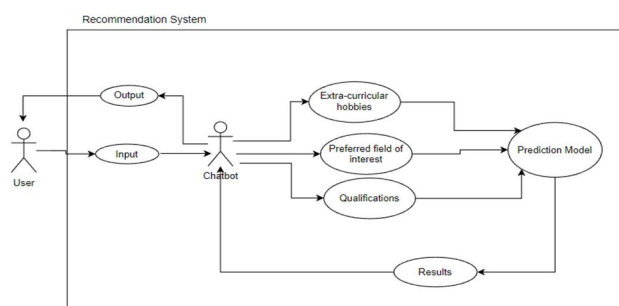 Recommendation System
Output
Input
User
Chatbot
Extra-curricular
hobbies
Preferred field of
interest
Qualifications
Prediction Model
Results